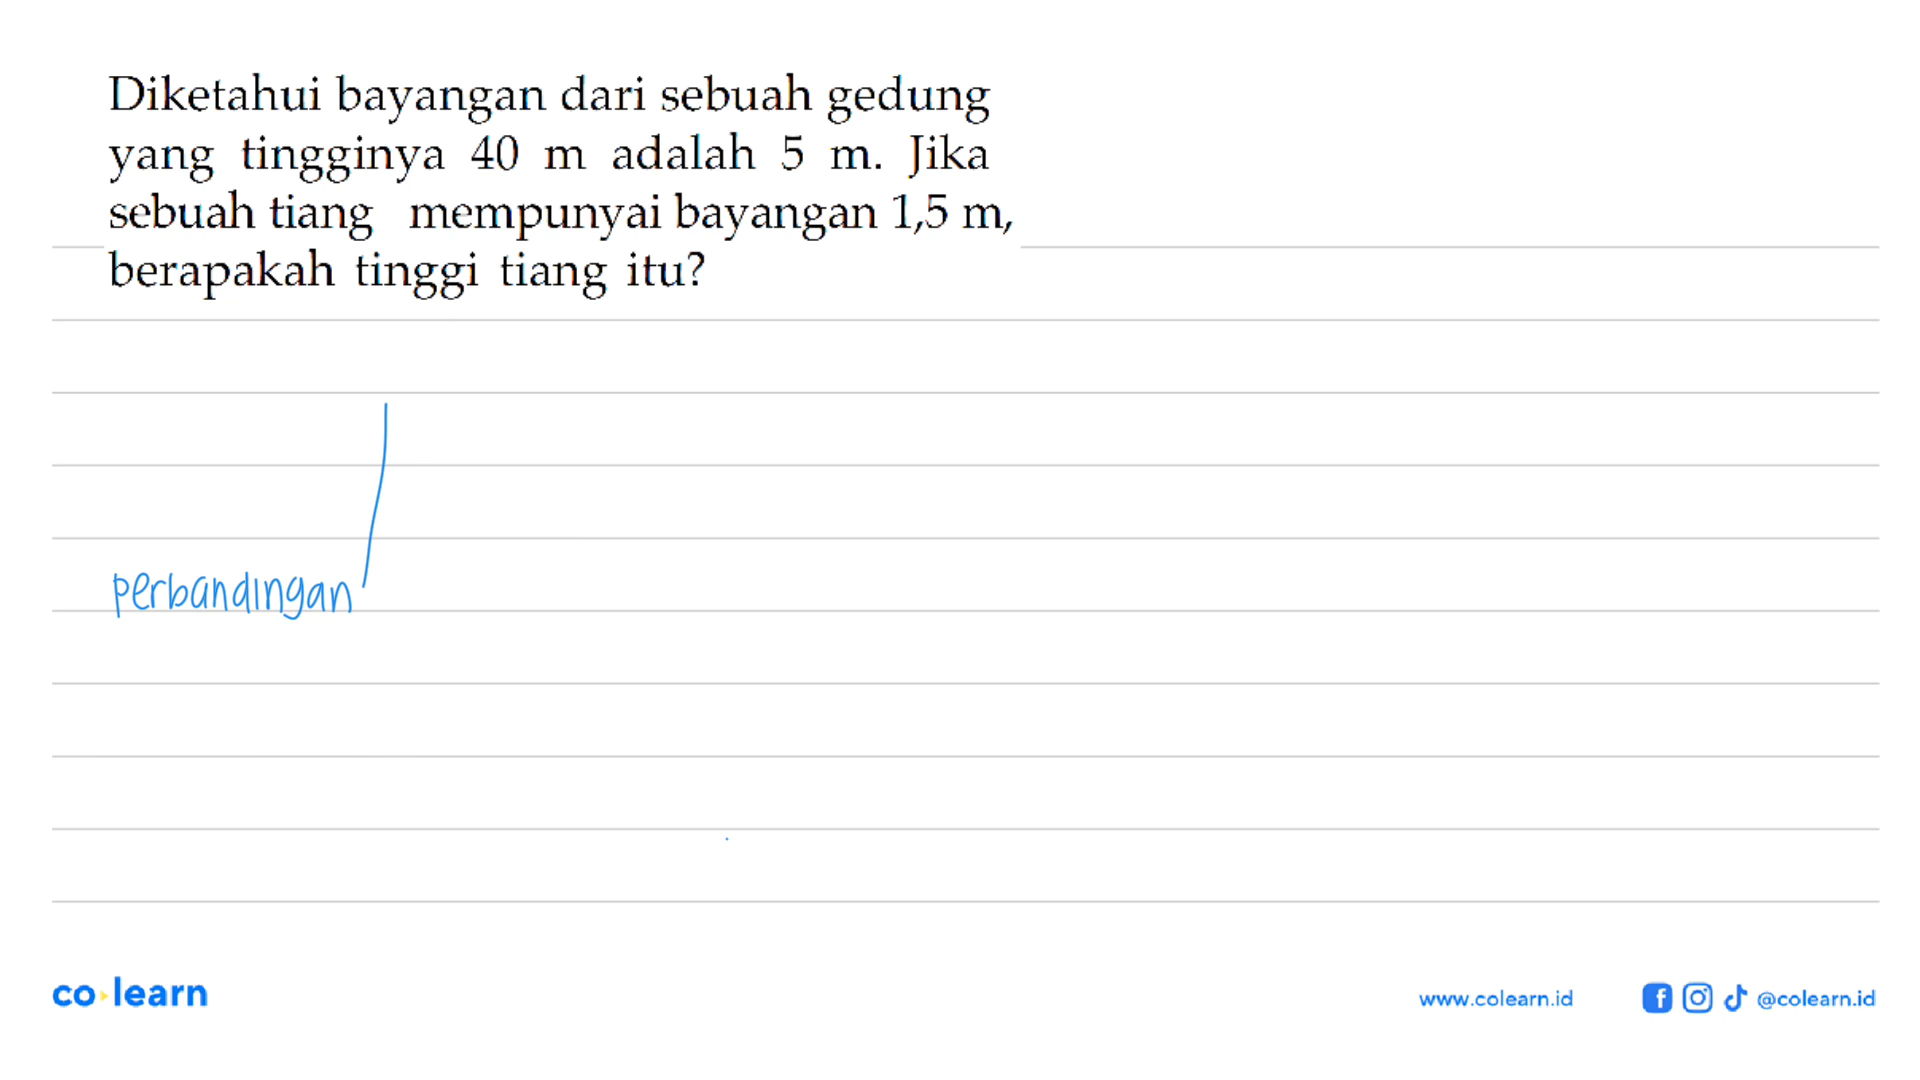 Diketahui bayangan dari sebuah gedung
yang tingginya 40 m adalah 5 m. Jika
sebuah tiang mempunyai bayangan 1,5 m,
berapakah tinggi tiang itu?
perbandingan
co learn
www.colearn.id
@colearn.id